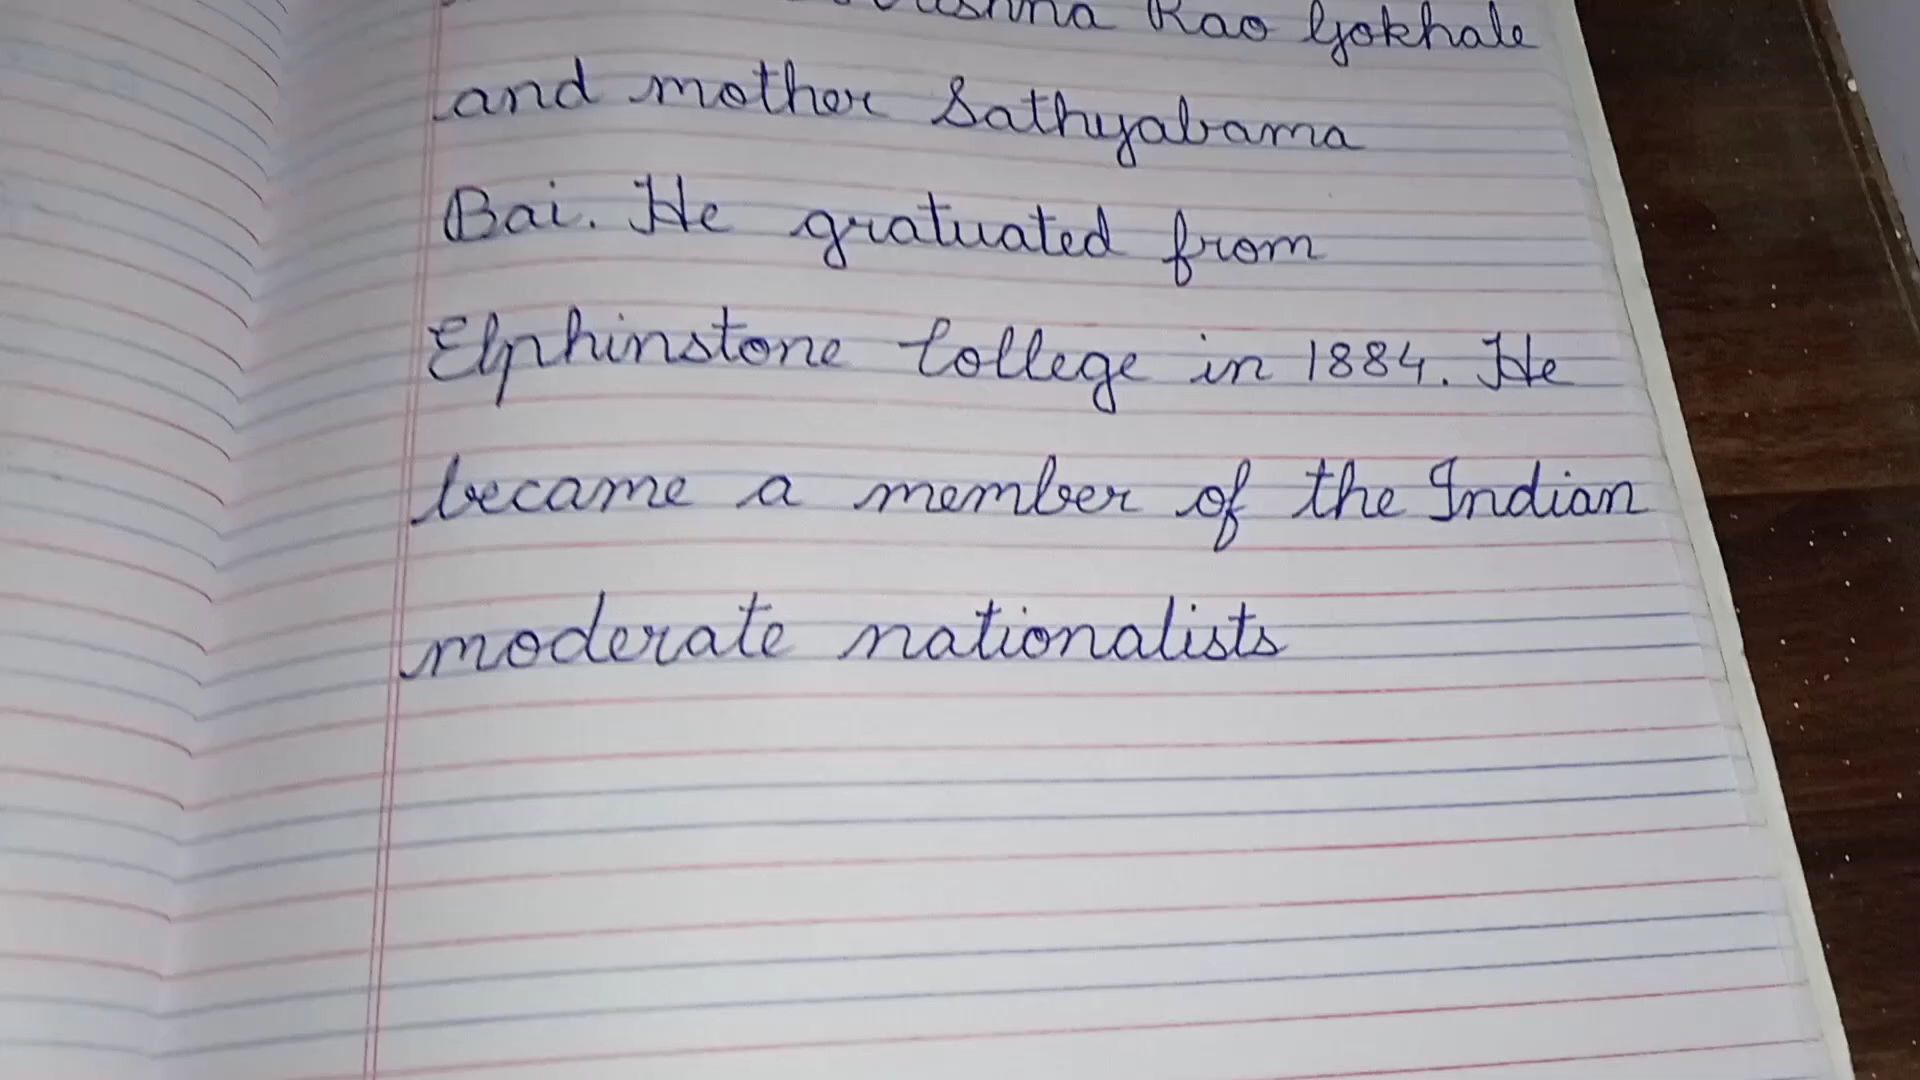 Rao Gokhale
and mother Sathyabama
Bai. He gratuated from
Elphinstone College in 1884. He
became a member of the Indian
moderate nationalists